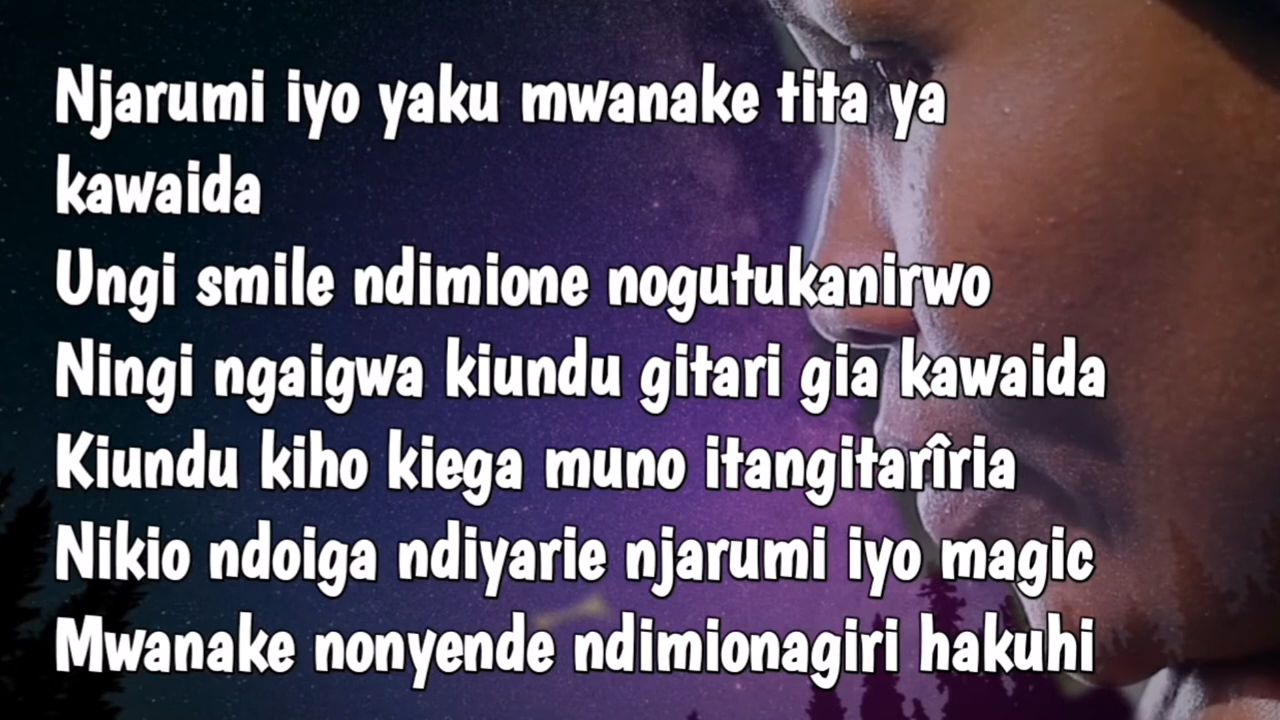 Njarumi iyo yaku mwanake tita ya
kawaida
Ungi smile ndimione nogutukanirwo
Ningi ngaigwa kiundu gitari gia kawaida
Kiundu kiho kiega muno itangitarîria
Nikio ndoiga ndiyarie njarumi iyo magic
Mwanake nonyende ndimionagiri hakuhi